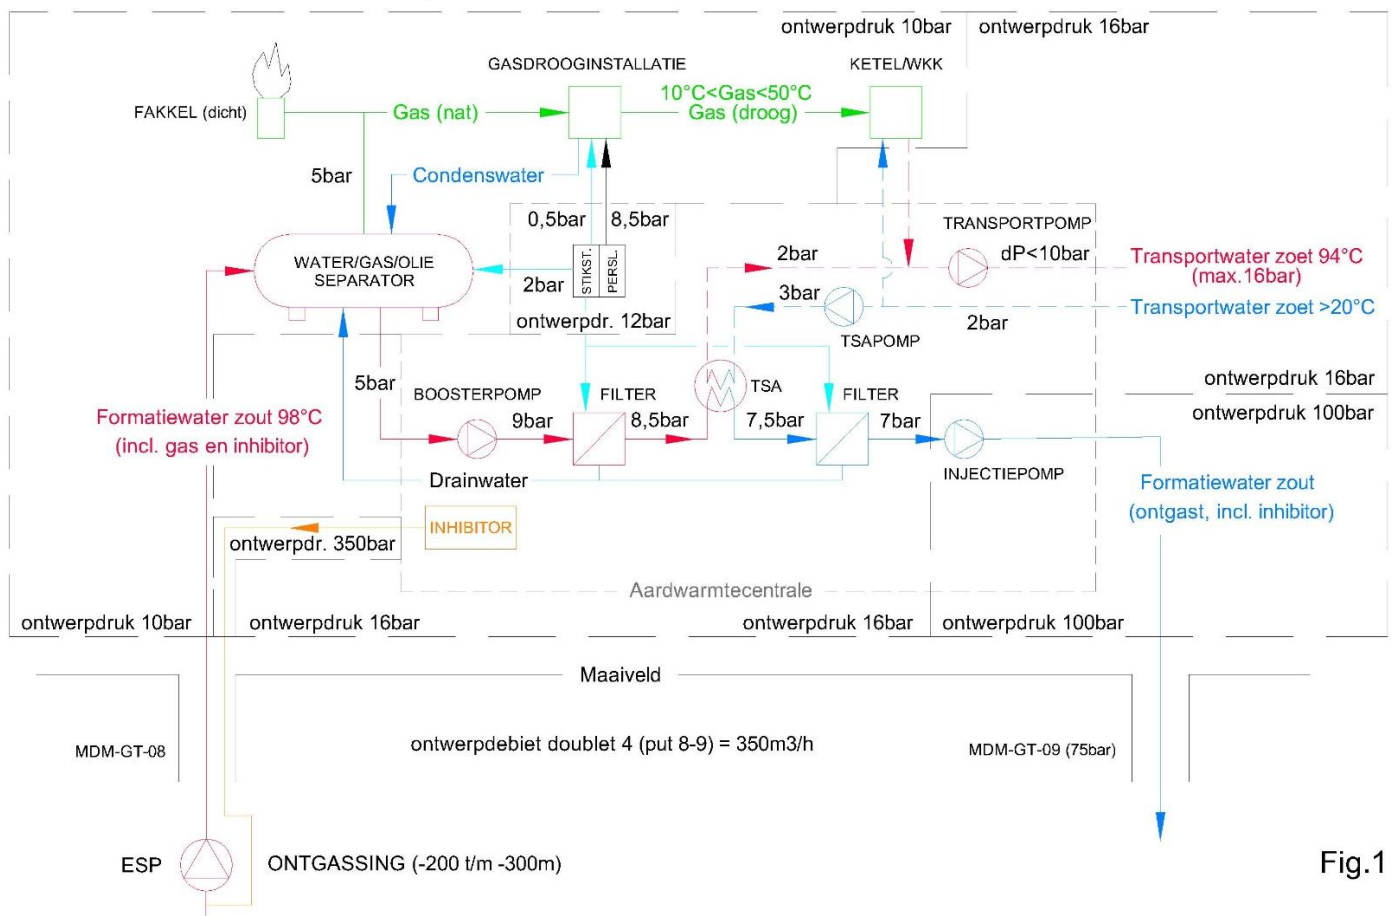 ontwerpdruk 10bar
ontwerpdruk 16bar
GASDROOGINSTALLATIE
KETEL/WKK
FAKKEL (dicht)
Gas (nat)
10°C<Gas<50°C
Gas (droog)
5bar
Condenswater
0,5bar
8,5bar
TRANSPORTPOMP
WATER/GAS/OLIE
SEPARATOR
STIKST.
PERSL.
2bar
2bar
dP<10bar
Transportwater zoet 94°C
(max.16bar)
3bar
Transportwater zoet >20°C
ontwerpdr. 12bar
TSAPOMP
2bar
5bar
BOOSTERPOMP
FILTER
TSA
FILTER
ontwerpdruk 16bar
ontwerpdruk 100bar
Formatiewater zout 98°C
(incl. gas en inhibitor)
9bar
8,5bar
7,5bar
7bar
Drainwater
INJECTIEPOMP
Formatiewater zout
(ontgast, incl. inhibitor)
INHIBITOR
ontwerpdr. 350bar
Aardwarmtecentrale
ontwerpdruk 10bar
ontwerpdruk 16bar
ontwerpdruk 16bar
ontwerpdruk 100bar
Maaiveld
MDM-GT-08
ontwerpdebiet doublet 4 (put 8-9) = 350m3/h
MDM-GT-09 (75bar)
ESP
ONTGASSING (-200 t/m -300m)
Fig.1